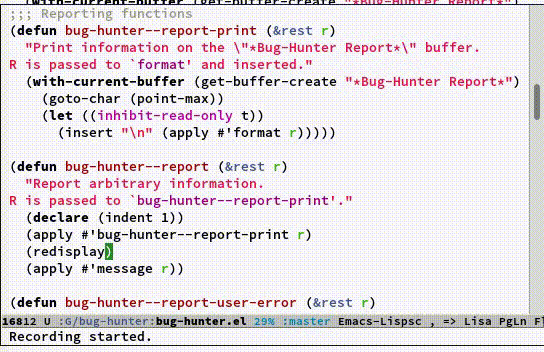 (with-current-buffer (get-buffer-create "*Bug-Hunter Report*")
;;; Reporting functions
(defun bug-hunter--report-print (&rest r)
"Print information on the \"*Bug-Hunter Report*\" buffer.
R is passed to `format' and inserted."
(with-current-buffer (get-buffer-create "*Bug-Hunter Report*")
(goto-char (point-max))
(let ((inhibit-read-only t))
(insert "\n" (apply #'format r)))))
(defun bug-hunter--report (&rest r)
"Report arbitrary information.
R is passed to `bug-hunter--report-print'."
(declare (indent 1))
(apply #'bug-hunter--report-print r)
(redisplay)
(apply #'message r))
(defun bug-hunter--report-user-error (&rest r)
16812 U :G/bug-hunter:bug-hunter.el 29% :master Emacs-Lispsc , => Lisa PgLn Fl
Recording started.